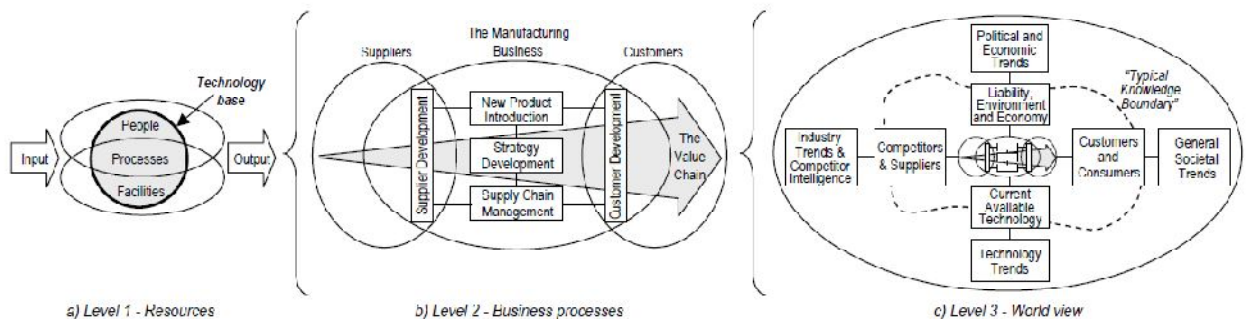 Technology
base
Input
People
Processes
Facilities
Output
a) Level 1 - Resources
The Manufacturing
Business
Suppliers
Customers
Supplier Development
New Product
Introduction
Strategy
Development
Supply Chain
Management
Customer Development
The
Value
Chain
b) Level 2 - Business processes
Political and
Economic
Trends
"Typical
Knowledge
Boundary"
Liability,
Environment
and Economy
Industry
Trends &
Competitor
Intelligence
Competitors
& Suppliers
Customers
and
Consumers
General
Societal
Trends
Current
Available
Technology
Technology
Trends
c) Level 3 - World view